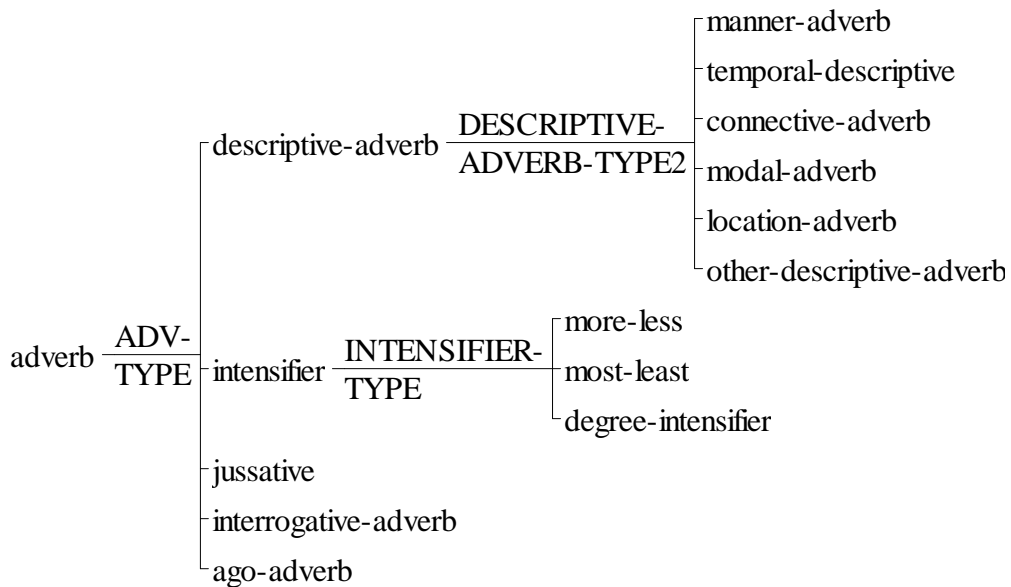 manner-adverb
temporal-descriptive
connective-adverb
descriptive-adverb DESCRIPTIVE-
ADVERB-TYPE2
modal-adverb
location-adverb
other-descriptive-adverb
more-less
adverb ADV-
TYPE
intensifier INTENSIFIER-
TYPE
most-least
degree-intensifier
jussative
interrogative-adverb
ago-adverb